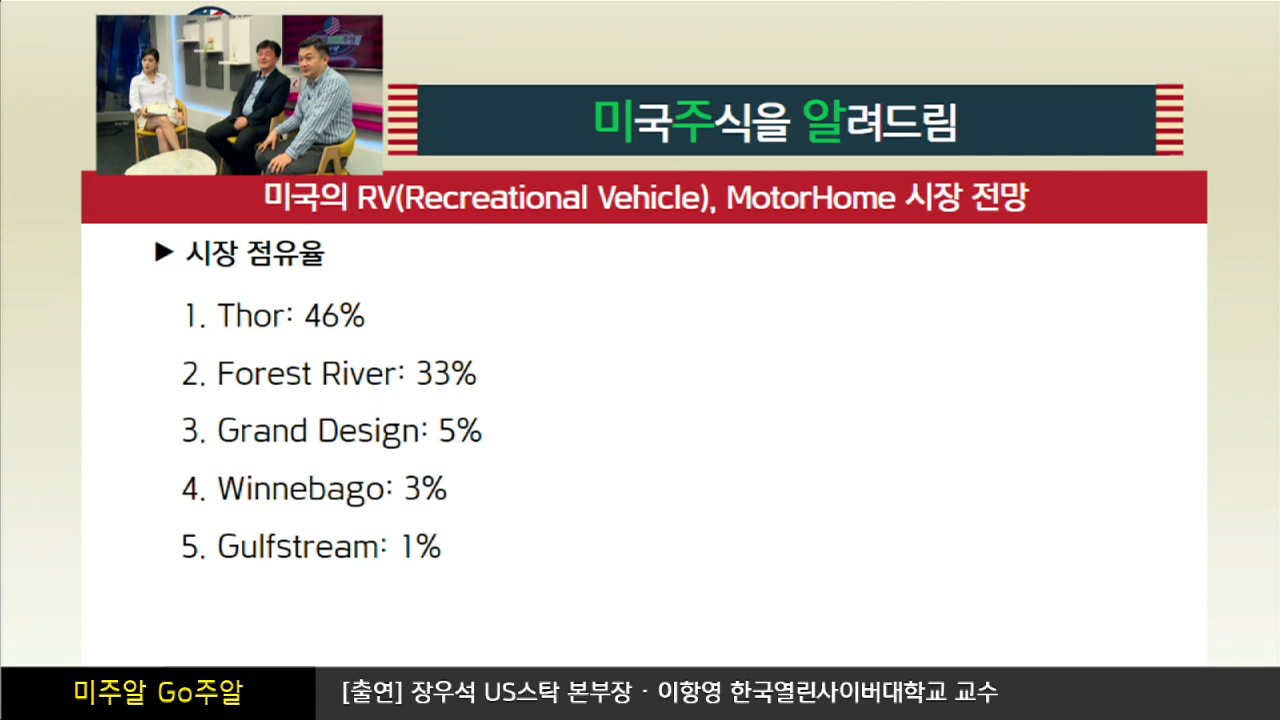 미국주식을 알려드림
미국의 RV(Recreational Vehicle), MotorHome 시장 전망
▶ 시장 점유율
1. Thor: 46%
2. Forest River: 33%
3. Grand Design: 5%
4. Winnebago: 3%
5. Gulfstream: 1%
미주알 Go주알
[출연] 장우석 US스탁 본부장 · 이항영 한국열린사이버대학교 교수